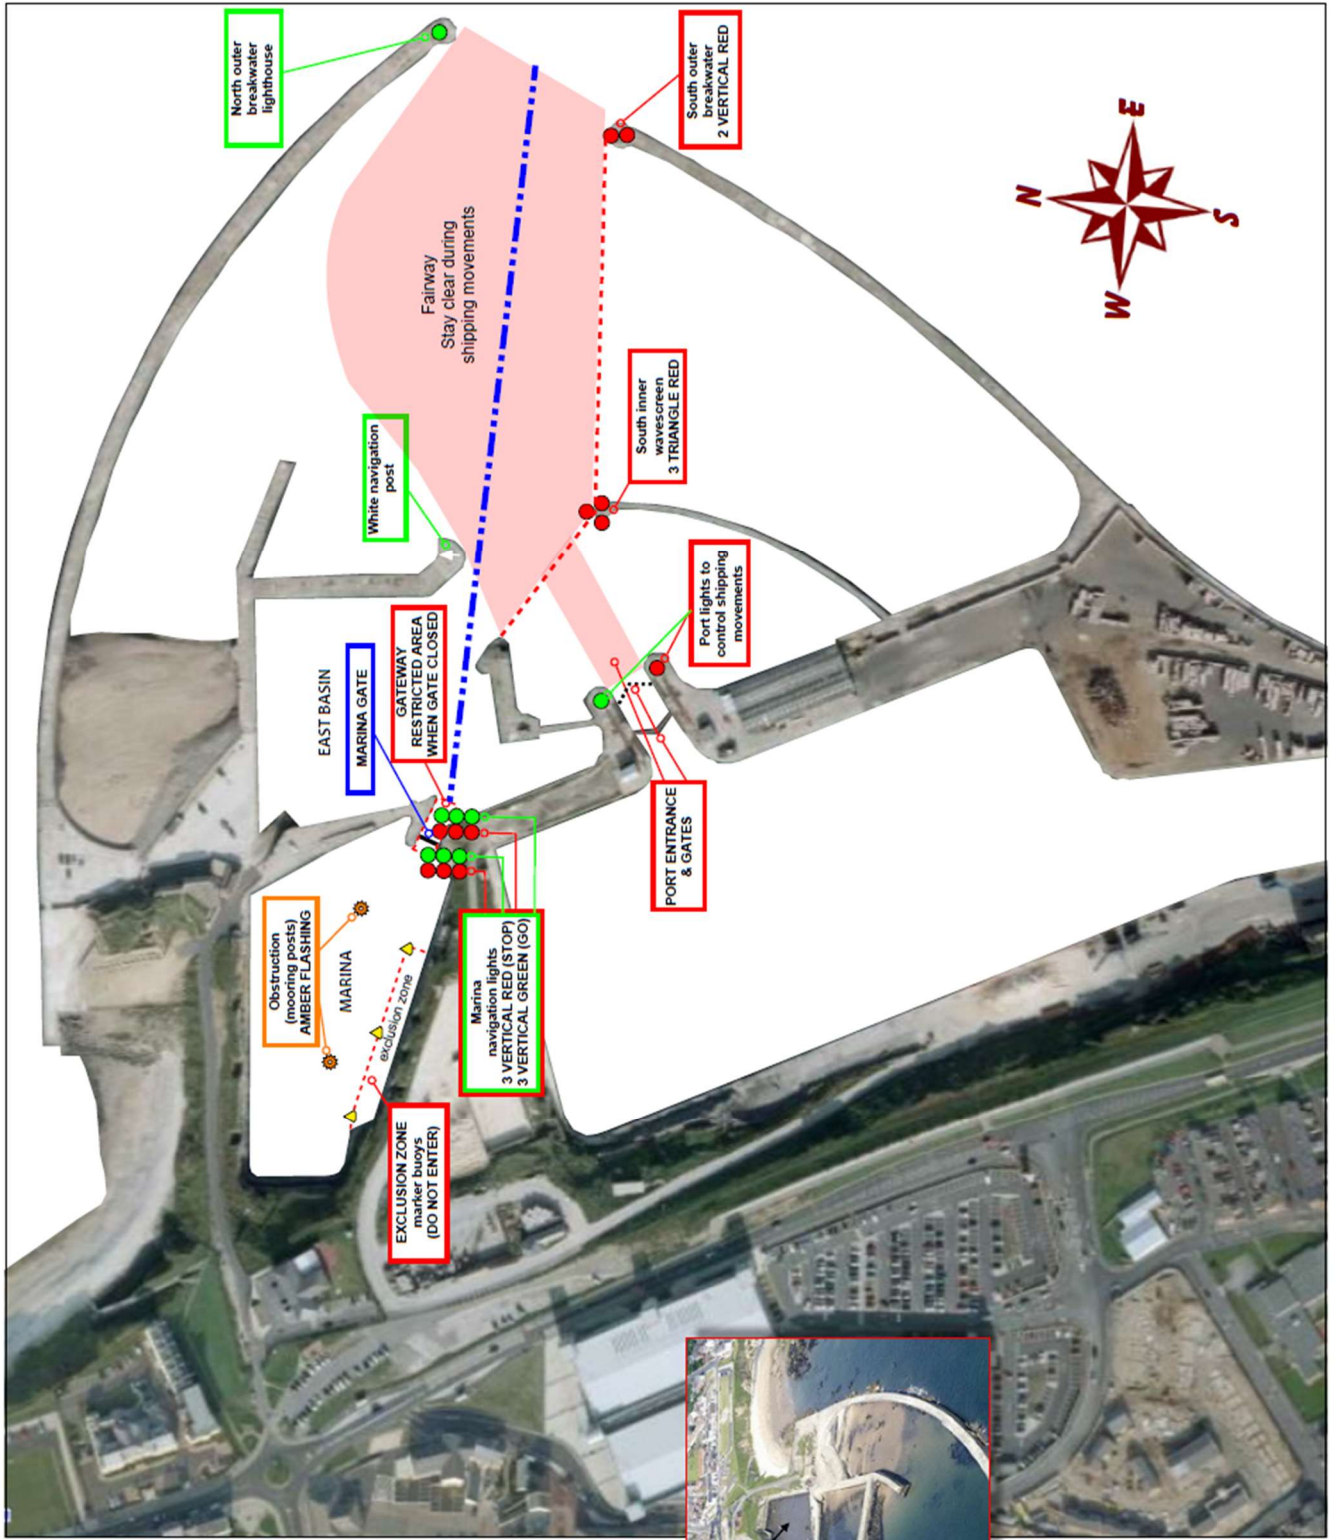 North outer
breakwater
lighthouse
South outer
breakwater
2 VERTICAL RED
Fairway
Stay clear during
shipping movements
N
E
S
W
White navigation
post
South inner
wavescreen
3 TRIANGLE RED
Port lights to
control shipping
movements
EAST BASIN
MARINA GATE
GATEWAY
RESTRICTED AREA
WHEN GATE CLOSED
PORT ENTRANCE
& GATES
Obstruction
(mooring posts)
AMBER FLASHING
MARINA
exclusion zone
Marina
navigation lights
3 VERTICAL RED (STOP)
3 VERTICAL GREEN (GO)
EXCLUSION ZONE
marker buoys
(DO NOT ENTER)